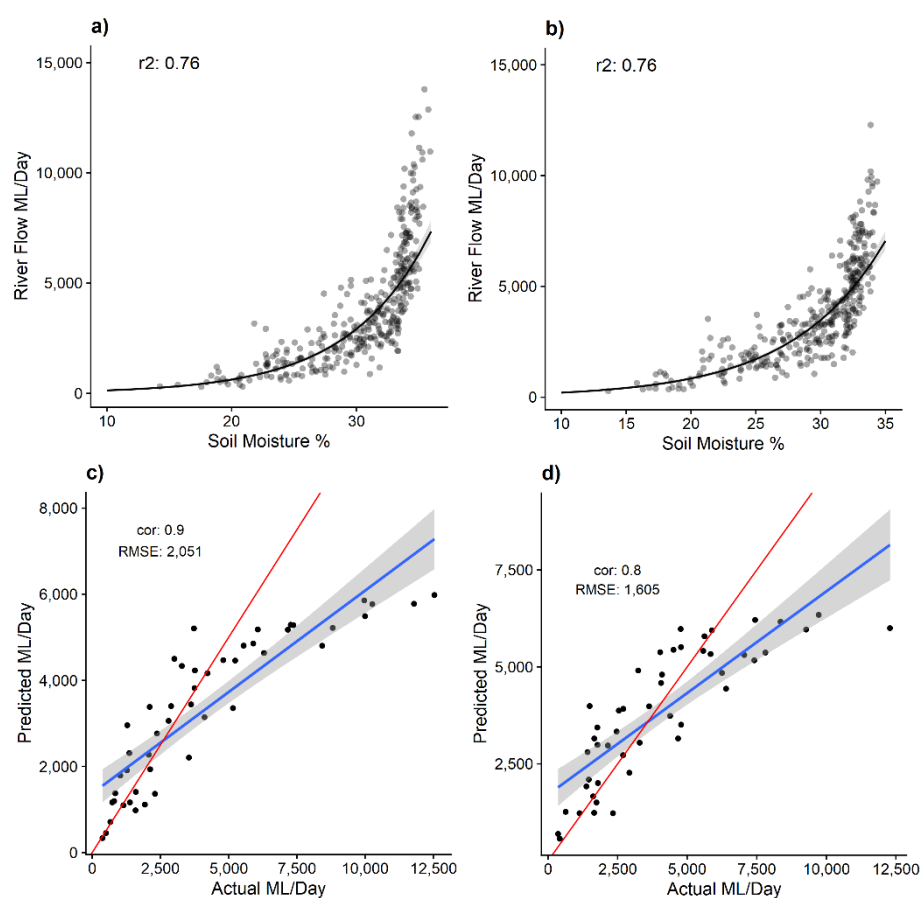 a)
r2: 0.76
15,000
10,000
5,000
0
River Flow ML/Day
10
20
30
Soil Moisture %
b)
r2: 0.76
15,000
10,000
5,000
0
River Flow ML/Day
10
15
20
25
30
35
Soil Moisture %
c)
cor: 0.9
RMSE: 2,051
8,000
6,000
4,000
2,000
0
Predicted ML/Day
0
2,500
5,000
7,500
10,000
12,500
Actual ML/Day
d)
cor: 0.8
RMSE: 1,605
7,500
5,000
2,500
Predicted ML/Day
0
2,500
5,000
7,500
10,000
12,500
Actual ML/Day